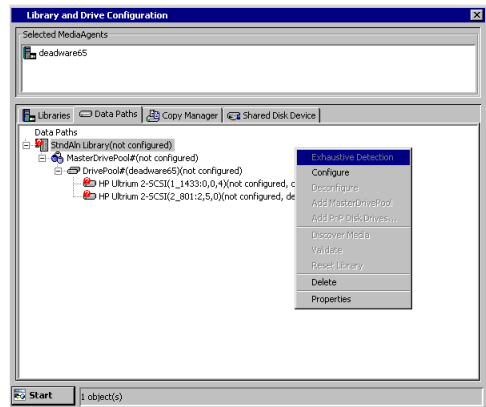 Library and Drive Configuration
Selected MediaAgents
deadware65
Libraries Data Paths Copy Manager Shared Disk Device
Data Paths
StndAln Library(not configured)
MasterDrivePool#(not configured)
DrivePool#(deadware65)(not configured)
HP Ultrium 2-SCSI(1_1433:0,0,4)(not configured, c
HP Ultrium 2-SCSI(2_801:2,5,0)(not configured, de
Exhaustive Detection
Configure
Deconfigure
Add MasterDrivePool
Add PnP Disk Drives...
Discover Media
Validate
Reset Library
Delete
Properties
Start
1 object(s)